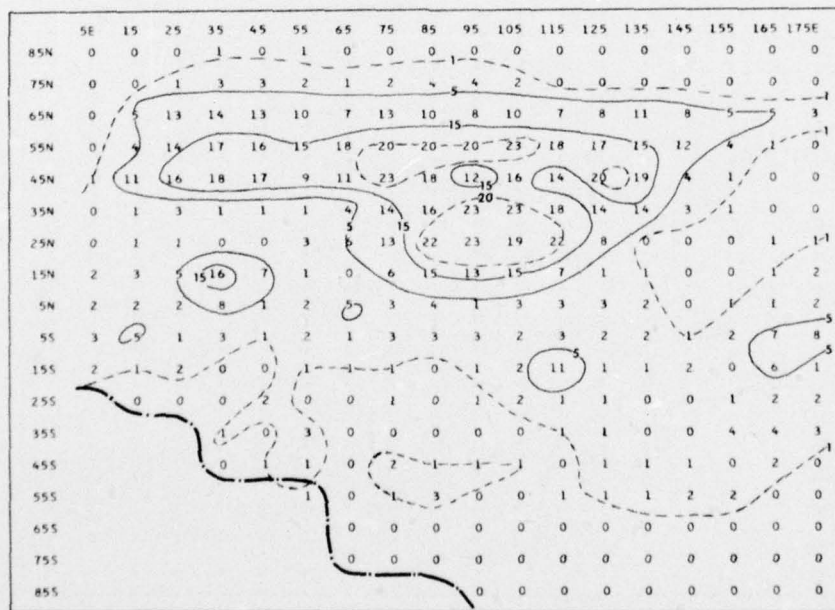 5E 15 25 35 45 55 65 75 85 95 105 115 125 135 145 155 165 175E
85N 0 0 0 1 0 1 0 0 0 0 0 0 0 0 0 0 0 0
1
75N 0 0 1 3 3 2 1 2 4 4 2 0 0 0 0 0 0 0
5 1
65N 0 5 13 14 13 10 7 13 10 8 10 7 8 11 8 5 5 3
15 1
55N 0 4 14 17 16 15 18 20 20 20 23 18 17 15 12 4 1 0
45N 1 11 16 18 17 9 11 23 18 12 16 14 20 19 4 1 0 0
15
20
35N 0 1 3 1 1 1 4 14 16 23 23 18 14 14 3 1 0 0
5 15
25N 0 1 1 0 0 3 6 13 22 23 19 22 8 0 0 0 1 1 1
15N 2 3 5 15 16 7 1 0 6 15 13 15 7 1 1 0 0 1 2
5N 2 2 2 8 1 2 5 3 4 1 3 3 3 2 0 1 1 2
5
5S 3 5 1 3 1 2 1 3 3 3 2 3 2 2 1 2 7 8
5 5
15S 2 1 2 0 0 1 1 1 0 1 2 11 1 1 2 0 6 1
25S 0 0 0 2 0 0 1 0 1 2 1 1 0 0 1 2 2
35S 0 0 3 0 0 0 0 0 1 1 0 0 4 4 3
1
45S 0 1 1 0 2 1 1 1 0 1 1 1 0 2 0
55S 1 0 1 3 0 0 1 1 1 2 2 0 0
65S 0 0 0 0 0 0 0 0 0 0 0 0
75S 0 0 0 0 0 0 0 0 0 0 0 0
85S 0 0 0 0 0 0 0 0